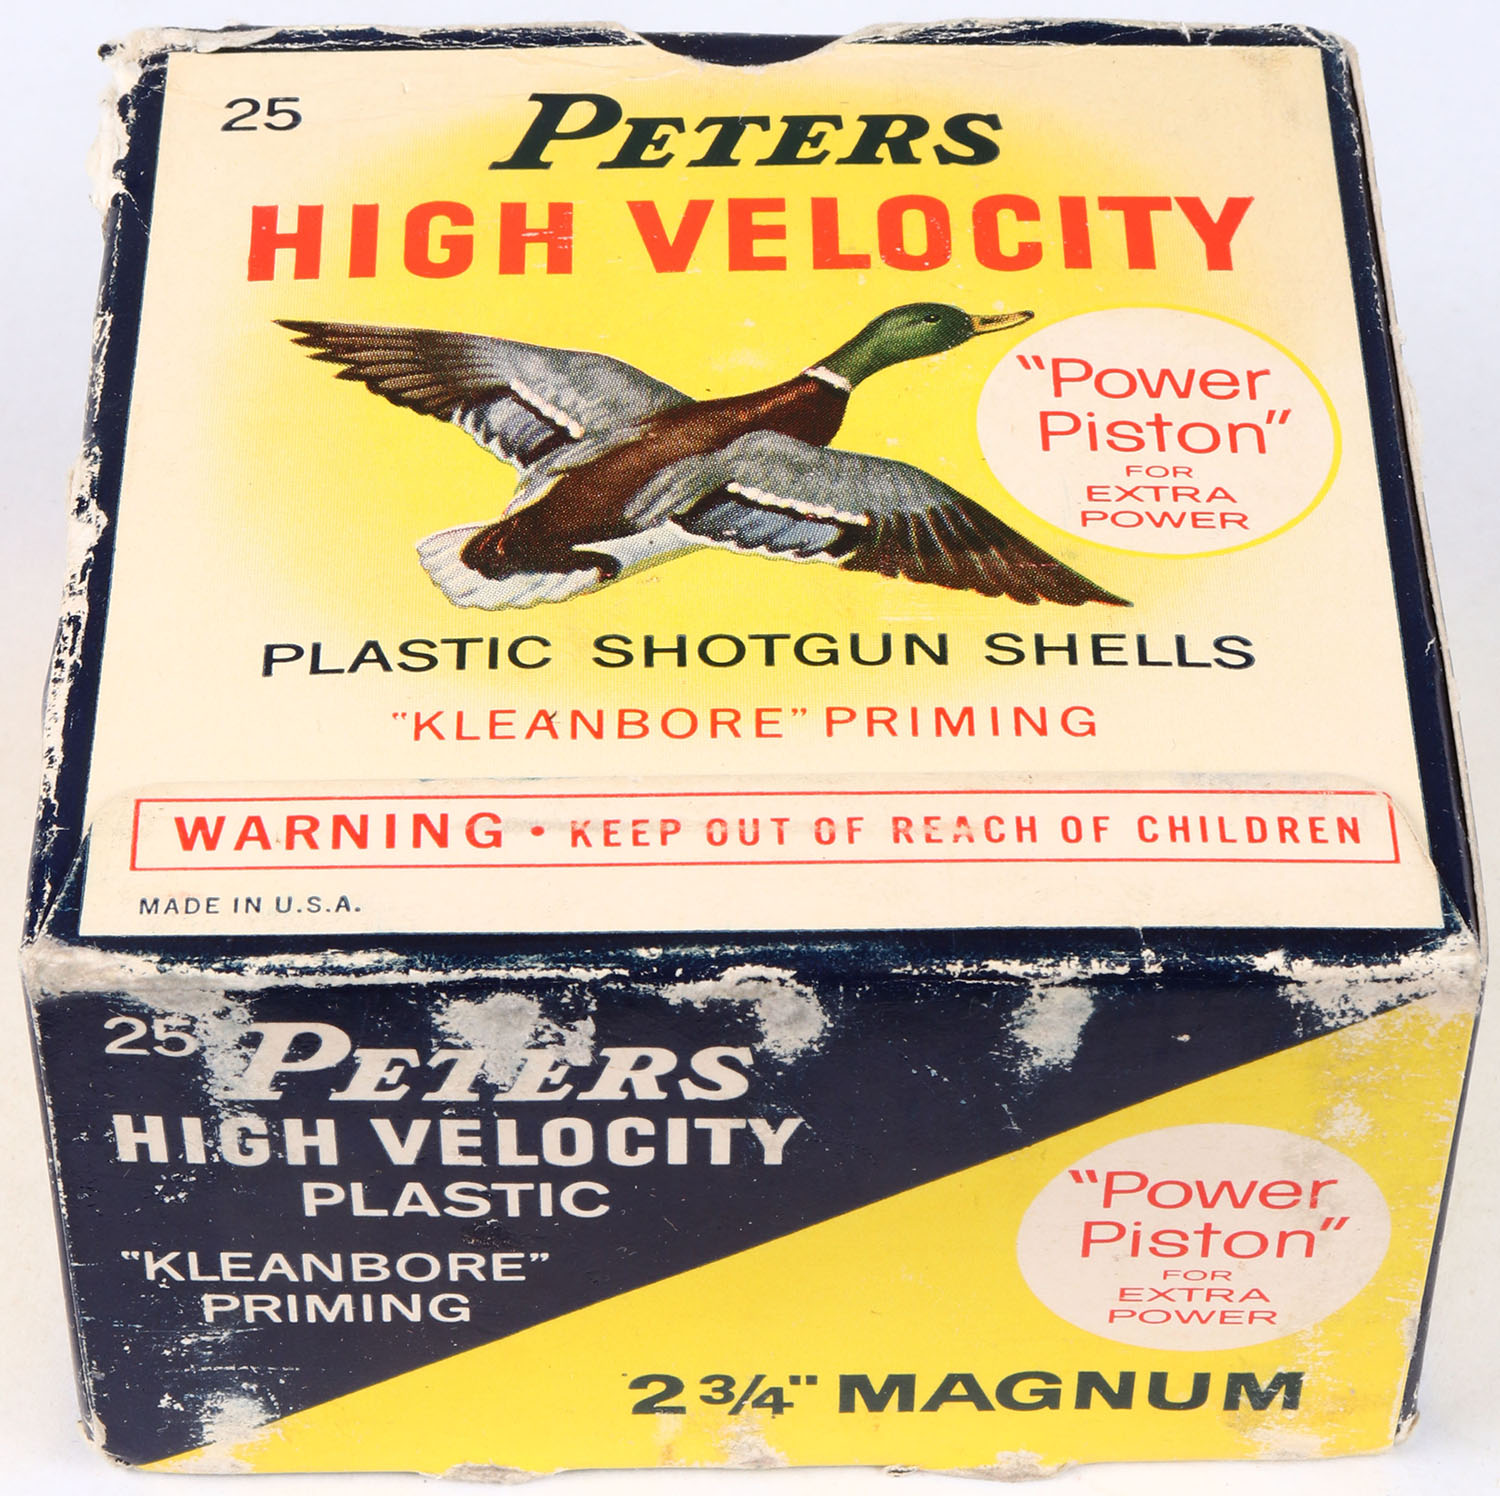 25
PETERS
HIGH VELOCITY
"Power
Piston"
FOR
EXTRA
POWER
PLASTIC SHOTGUN SHELLS
"KLEANBORE" PRIMING
WARNING • KEEP OUT OF REACH OF CHILDREN
MADE IN U.S.A.
25 PETERS
HIGH VELOCITY
PLASTIC
"KLEANBORE"
PRIMING
"Power
Piston"
FOR
EXTRA
POWER
2 3/4" MAGNUM